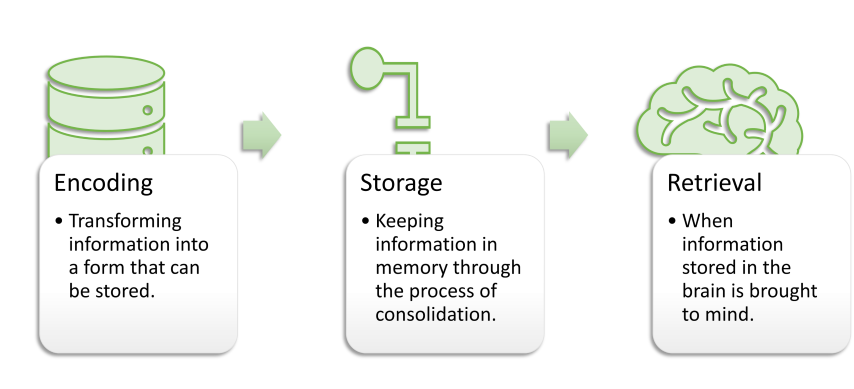 Encoding
• Transforming
information into
a form that can
be stored.
Storage
• Keeping
information in
memory through
the process of
consolidation.
Retrieval
• When
information
stored in the
brain is brought
to mind.